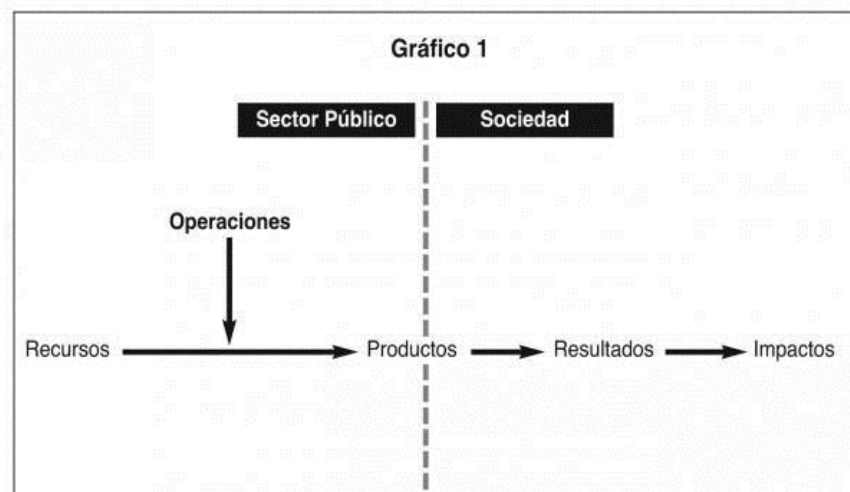 Gráfico 1
Sector Público Sociedad
Operaciones
Recursos Productos Resultados Impactos